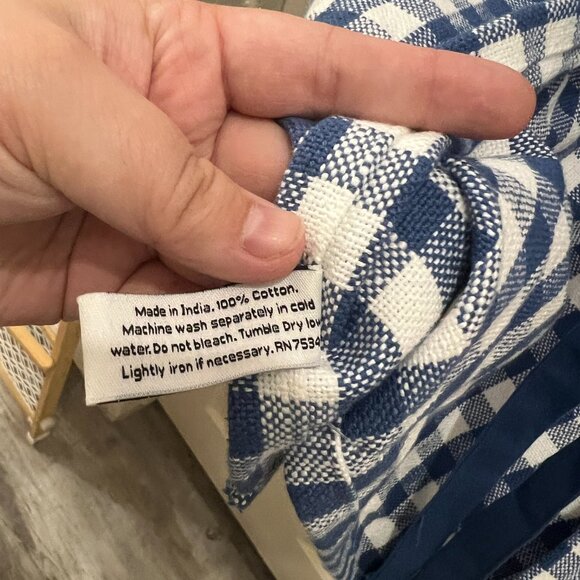 Made in India. 100% Cotton.
Machine wash separately in cold
water. Do not bleach. Tumble Dry low
Lightly iron if necessary. RN7534